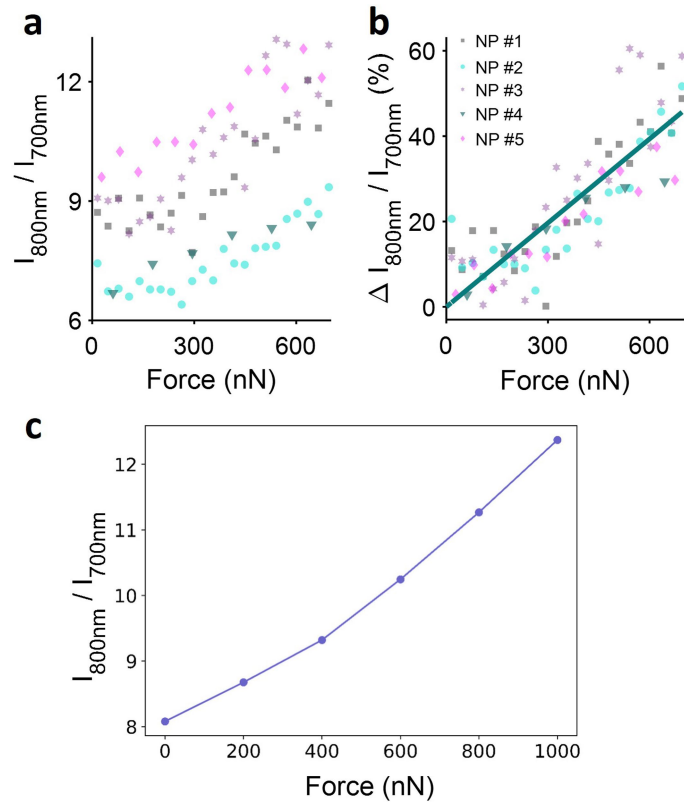 a
12
9
6
I800nm / I700nm
0
300
600
Force (nN)
b
60
40
20
0
Δ I800nm / I700nm (%)
NP #1
NP #2
NP #3
NP #4
NP #5
0
300
600
Force (nN)
c
12
11
10
9
8
I800nm / I700nm
0
200
400
600
800
1000
Force (nN)